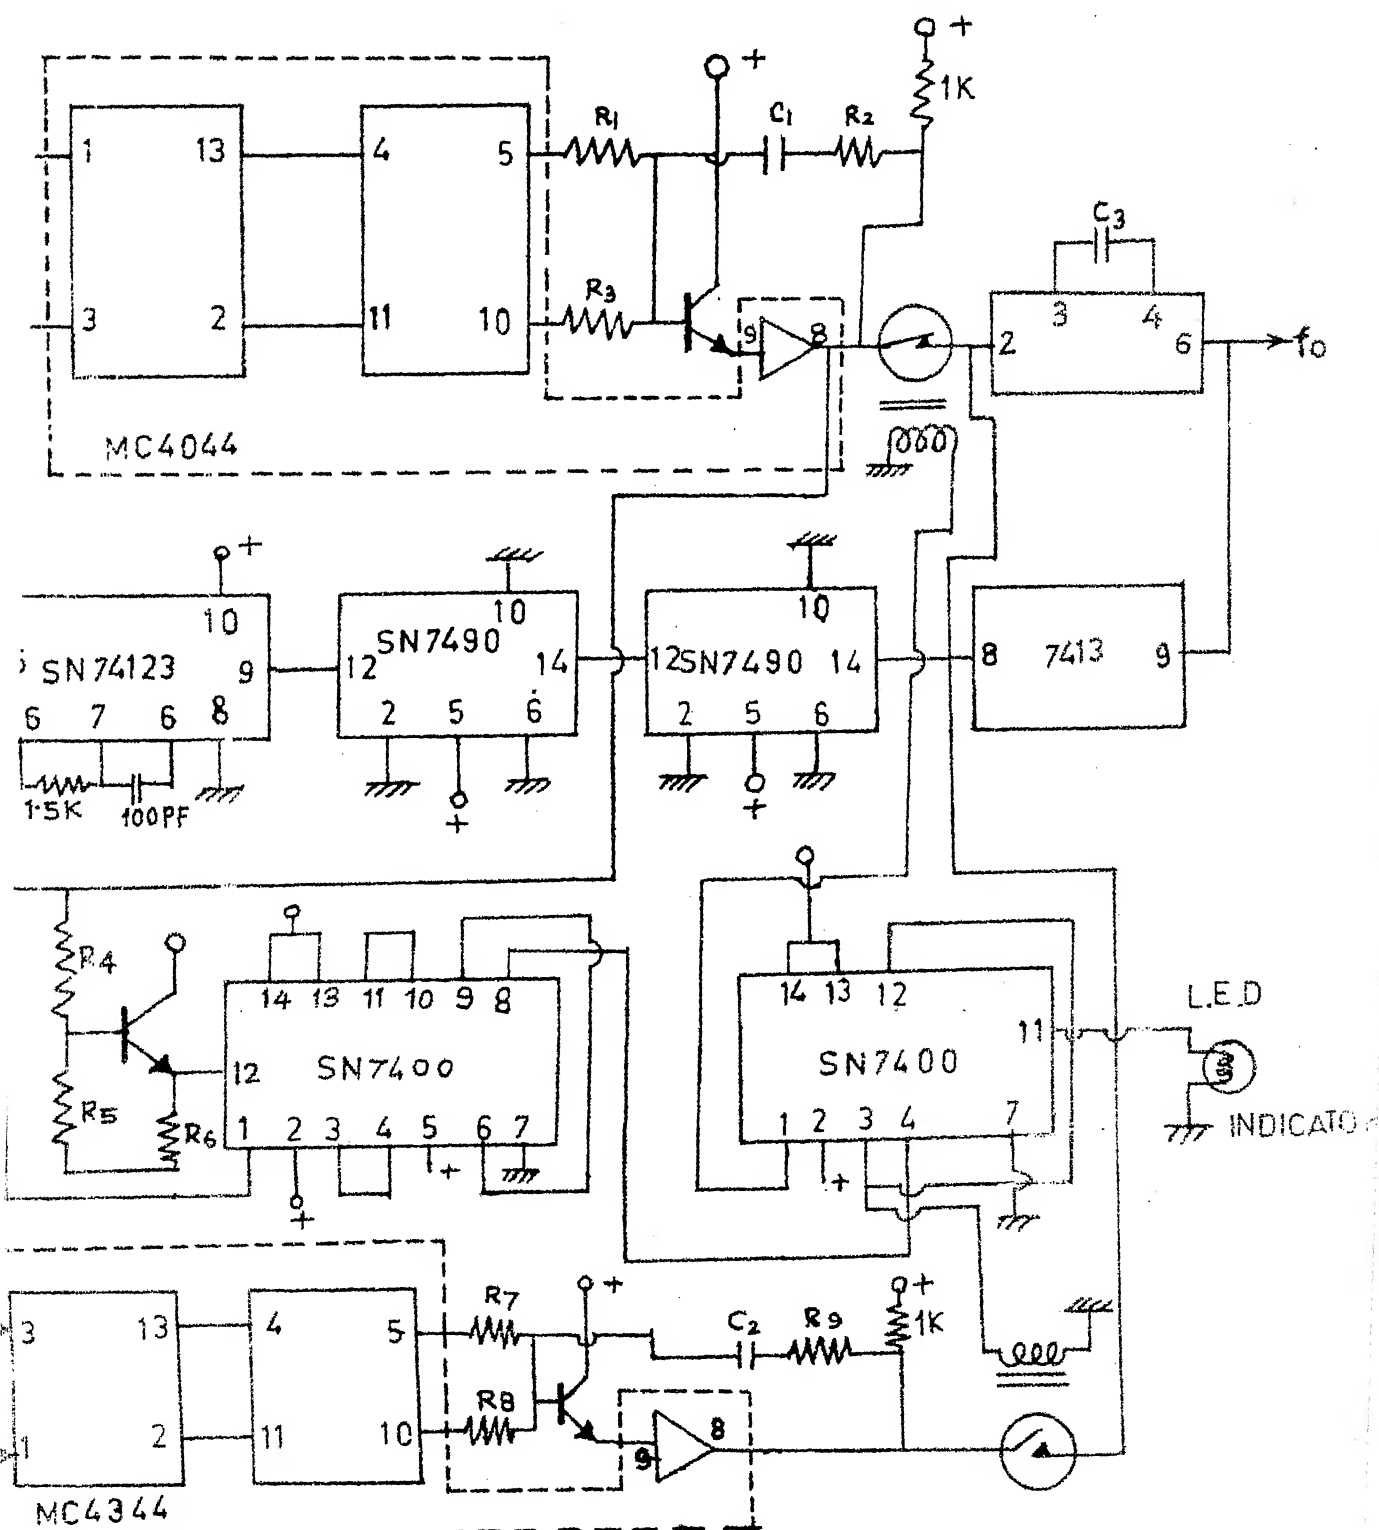 +
+
1K
R1
C1
R2
1 13 4 5
C3
R3
3 4
3 2 11 10
9 8
2 6 fo
MC4044
+
10
10
10
SN74123 9
12 SN7490 14
12 SN7490 14
8 7413 9
6 7 6 8
2 5 6
2 5 6
1.5K 100PF
+
+
R4
14 13 11 10 9 8
14 13 12
L.E.D
11
12 SN7400
SN7400
R5
R6
1 2 3 4 5 6 7
1 2 3 4 7
INDICATO
+
+
+
R7
+
+
3 13 4 5
C2
R9
1K
R8
1 2 11 10
8
9
MC4344